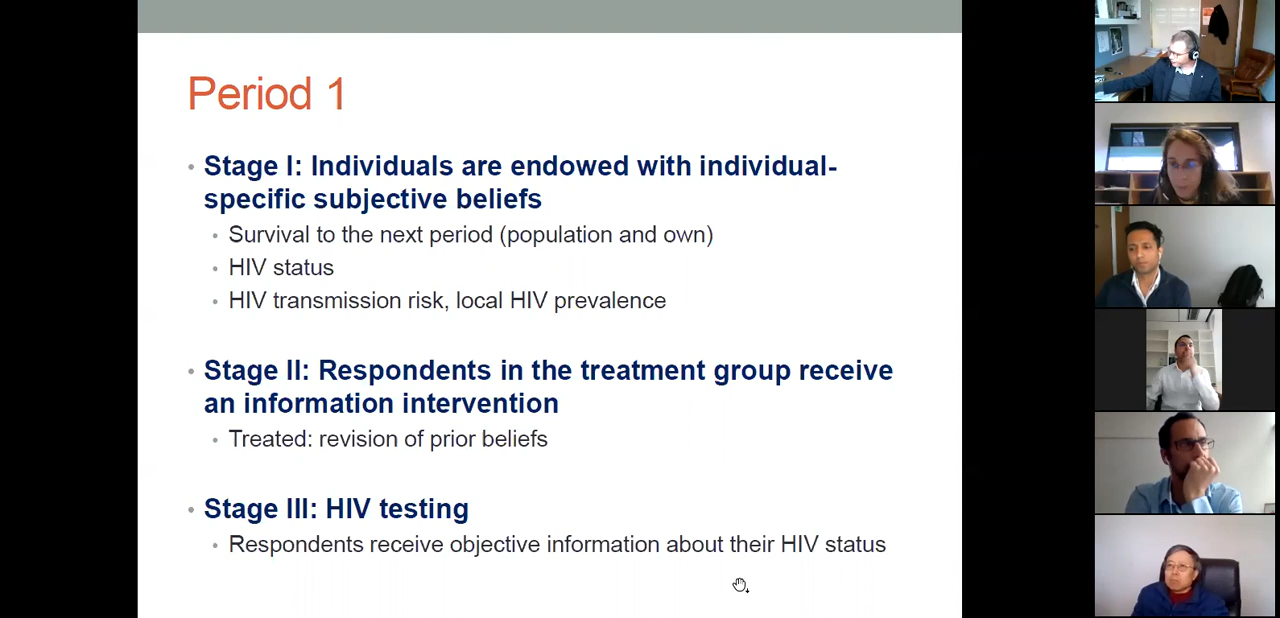 Period 1
• Stage I: Individuals are endowed with individual-
specific subjective beliefs
• Survival to the next period (population and own)
• HIV status
• HIV transmission risk, local HIV prevalence
• Stage II: Respondents in the treatment group receive
an information intervention
• Treated: revision of prior beliefs
• Stage III: HIV testing
• Respondents receive objective information about their HIV status